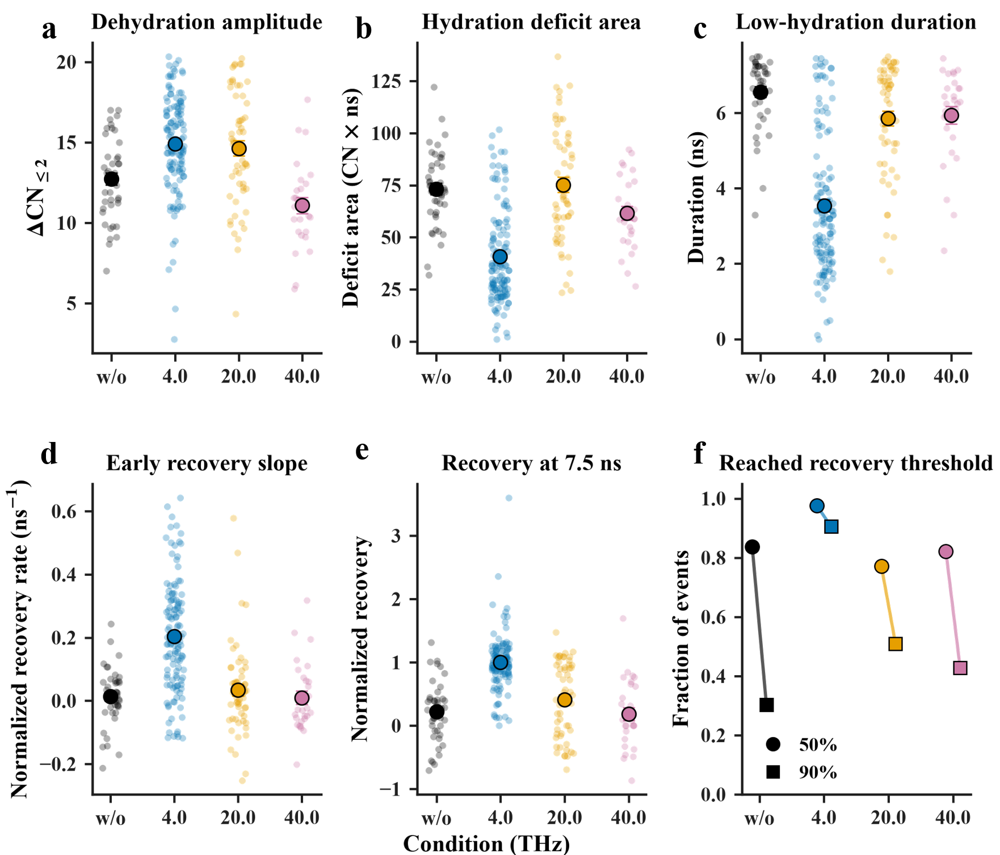 a Dehydration amplitude
ΔCN ≤ 2
20
15
10
5
w/o 4.0 20.0 40.0
b Hydration deficit area
Deficit area (CN × ns)
125
100
75
50
25
0
w/o 4.0 20.0 40.0
c Low-hydration duration
Duration (ns)
6
4
2
0
w/o 4.0 20.0 40.0
d Early recovery slope
Normalized recovery rate (ns⁻¹)
0.6
0.4
0.2
0.0
−0.2
w/o 4.0 20.0 40.0
e Recovery at 7.5 ns
Normalized recovery
3
2
1
0
−1
w/o 4.0 20.0 40.0
Condition (THz)
f Reached recovery threshold
Fraction of events
1.0
0.8
0.6
0.4
0.2
0.0
50%
90%
w/o 4.0 20.0 40.0